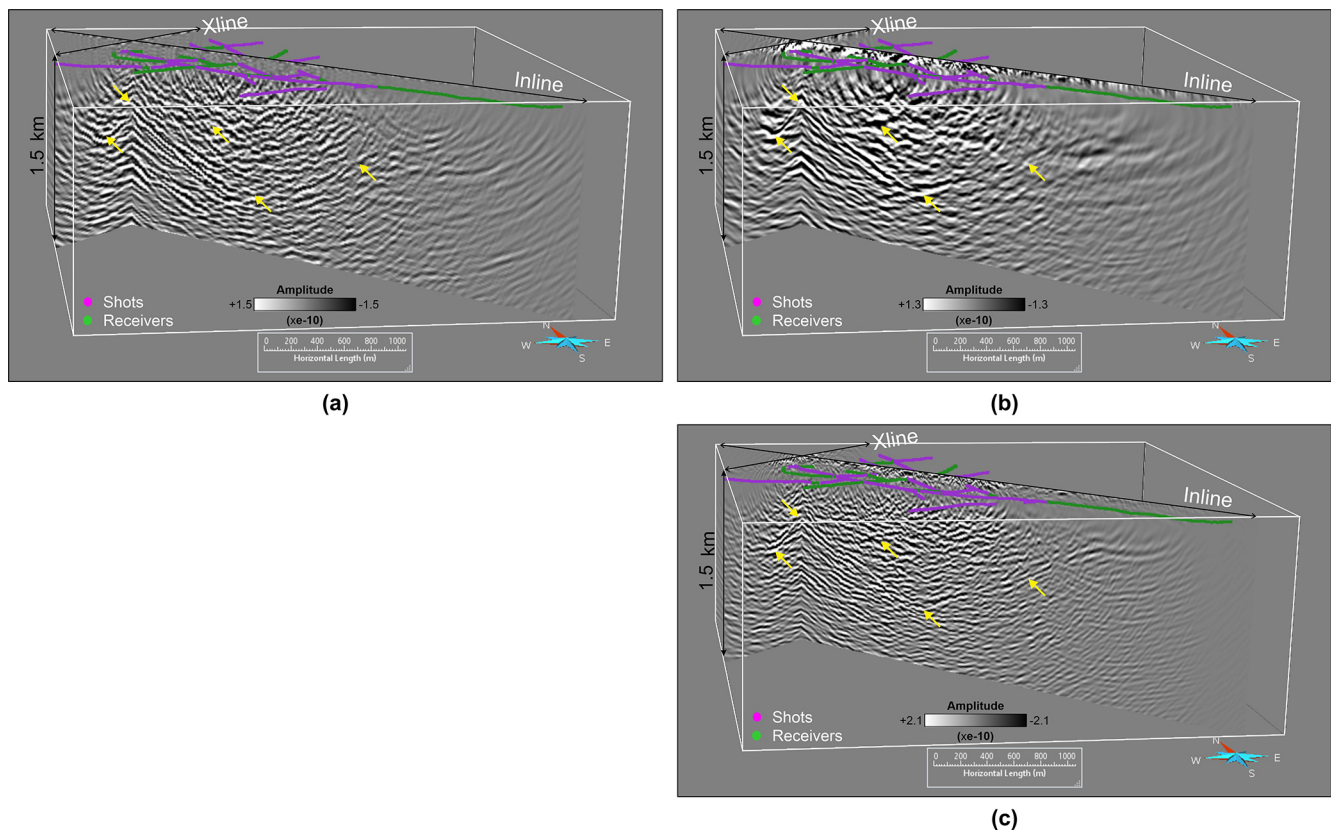 Xline
Inline
1.5 km
Shots
Receivers
Amplitude
+1.5
-1.5
(xe-10)
0 200 400 600 800 1000
Horizontal Length (m)
N
W
E
S
(a)
Xline
Inline
1.5 km
Shots
Receivers
Amplitude
+1.3
-1.3
(xe-10)
0 200 400 600 800 1000
Horizontal Length (m)
N
W
E
S
(b)
Xline
Inline
1.5 km
Shots
Receivers
Amplitude
+2.1
-2.1
(xe-10)
0 200 400 600 800 1000
Horizontal Length (m)
N
W
E
S
(c)